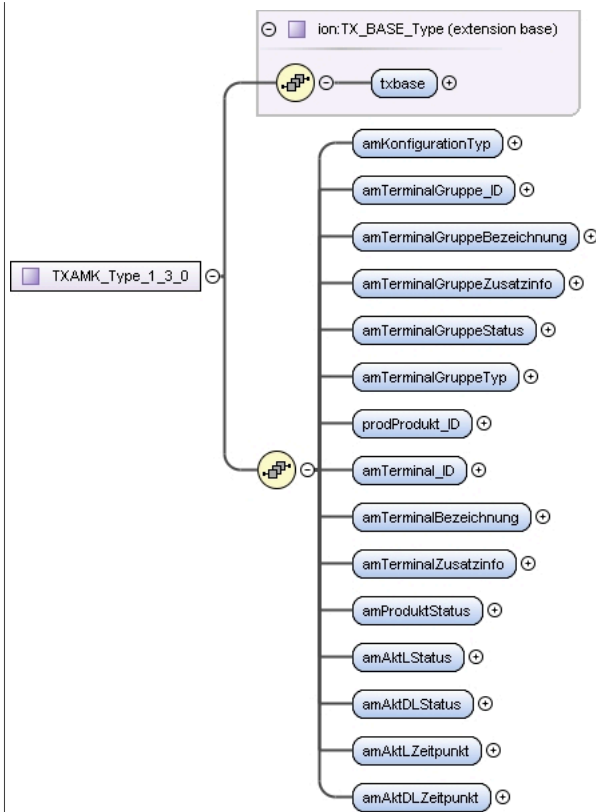 ion:TX_BASE_Type (extension base)
txbase
amKonfigurationTyp
amTerminalGruppe_ID
amTerminalGruppeBezeichnung
amTerminalGruppeZusatzinfo
TXAMK_Type_1_3_0
amTerminalGruppeStatus
amTerminalGruppeTyp
prodProdukt_ID
amTerminal_ID
amTerminalBezeichnung
amTerminalZusatzinfo
amProduktStatus
amAktLStatus
amAktDLStatus
amAktLZeitpunkt
amAktDLZeitpunkt